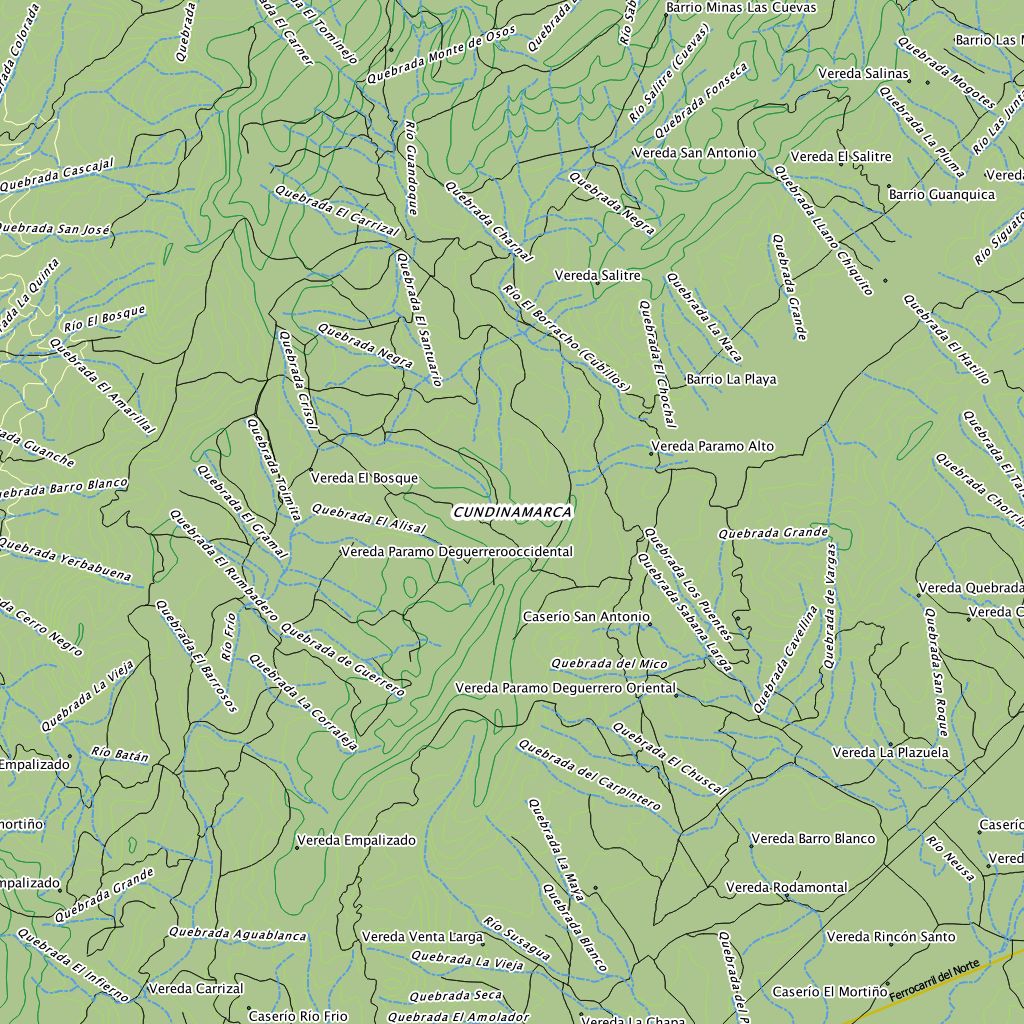 Barrio Minas Las Cuevas
Quebrada El Tominejo
Quebrada El Carner
Quebrada Monte de Osos
Quebrada
Quebrada
Barrio Las
Quebrada Mogotes
Vereda Salinas
Río Salitre (Cuevas)
Quebrada Fonseca
Quebrada La Pluma
Río Las
Río Guandoque
Vereda San Antonio
Vereda El Salitre
Quebrada Cascajal
Quebrada El Carrizal
Quebrada Charnal
Quebrada Negra
Quebrada Llano Chiquito
Barrio Guanquica
Quebrada San José
Quebrada Grande
Vereda Salitre
Quebrada El Santuario
Río El Borracho (Cubillos)
Quebrada La Naca
Quebrada El Chochal
Quebrada El Hatillo
La Quinta
Río El Bosque
Quebrada Negra
Quebrada Crisol
Quebrada El Amarillal
Barrio La Playa
Guanche
Quebrada Toimita
Vereda Paramo Alto
Vereda El Bosque
Quebrada El Gramal
Barro Blanco
Quebrada El Alisal
CUNDINAMARCA
Quebrada Grande
Quebrada Yerbabuena
Quebrada El Rumbadero
Vereda Paramo Deguerrerooccidental
Quebrada Los Puentes
Quebrada Sabana Larga
Quebrada de Vargas
Vereda Quebrada
Vereda
Cerro Negro
Quebrada El Barrosos
Río Frio
Quebrada de Guerrero
Caserío San Antonio
Quebrada Cavellina
Quebrada San Roque
Quebrada La Vieja
Quebrada La Corraleja
Quebrada del Mico
Vereda Paramo Deguerrero Oriental
Río Batán
Empalizado
Quebrada del Carpintero
Quebrada El Chuscal
Vereda La Plazuela
Vereda Empalizado
Quebrada La Maya
Vereda Barro Blanco
Río Neusa
Quebrada Grande
Vereda Rodamontal
Quebrada Blanco
Quebrada Aguablanca
Vereda Venta Larga
Río Susagua
Quebrada La Vieja
Vereda Rincón Santo
Quebrada El Infierno
Vereda Carrizal
Quebrada Seca
Caserío El Mortiño
Ferrocarril del Norte
Caserío Río Frio
Quebrada El Amolador
Vereda La Chapa